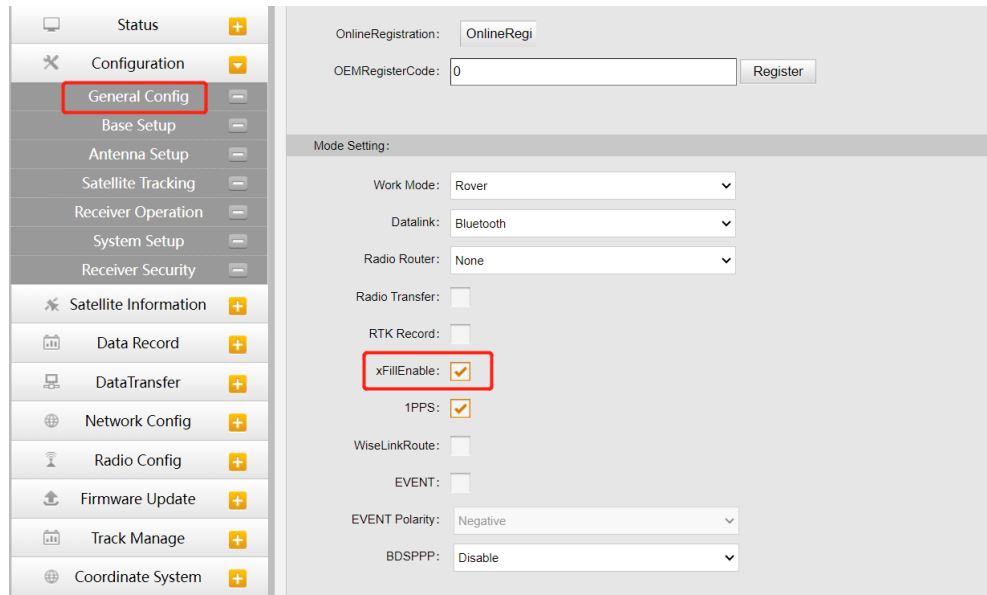 Status
Configuration
General Config
Base Setup
Antenna Setup
Satellite Tracking
Receiver Operation
System Setup
Receiver Security
Satellite Information
Data Record
DataTransfer
Network Config
Radio Config
Firmware Update
Track Manage
Coordinate System
OnlineRegistration: OnlineRegi
OEMRegisterCode: 0 Register
Mode Setting:
Work Mode: Rover
Datalink: Bluetooth
Radio Router: None
Radio Transfer:
RTK Record:
xFillEnable:
1PPS:
WiseLinkRoute:
EVENT:
EVENT Polarity: Negative
BDSPPP: Disable